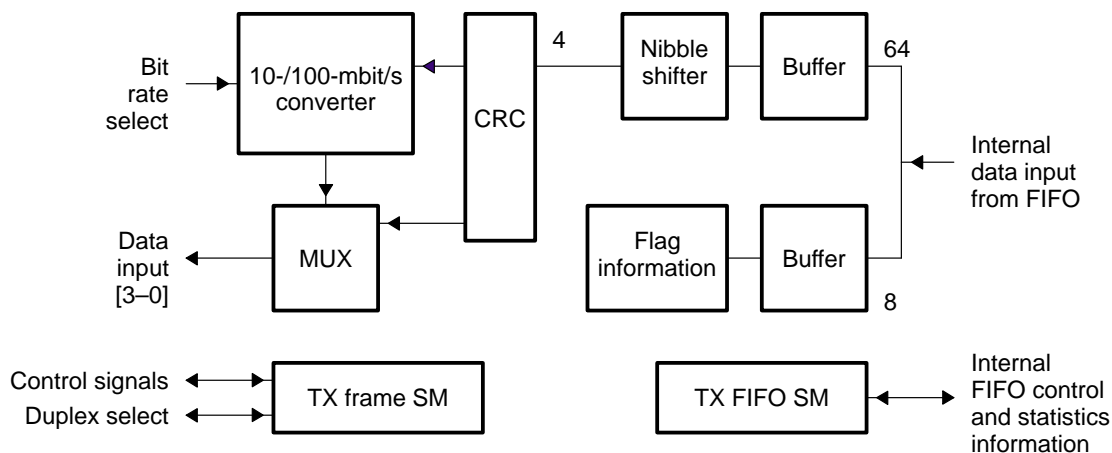 Bit
rate
select
10-/100-mbit/s
converter
CRC
4
Nibble
shifter
Buffer
64
Internal
data input
from FIFO
Data
input
[3–0]
MUX
Flag
information
Buffer
8
Control signals
Duplex select
TX frame SM
TX FIFO SM
Internal
FIFO control
and statistics
information